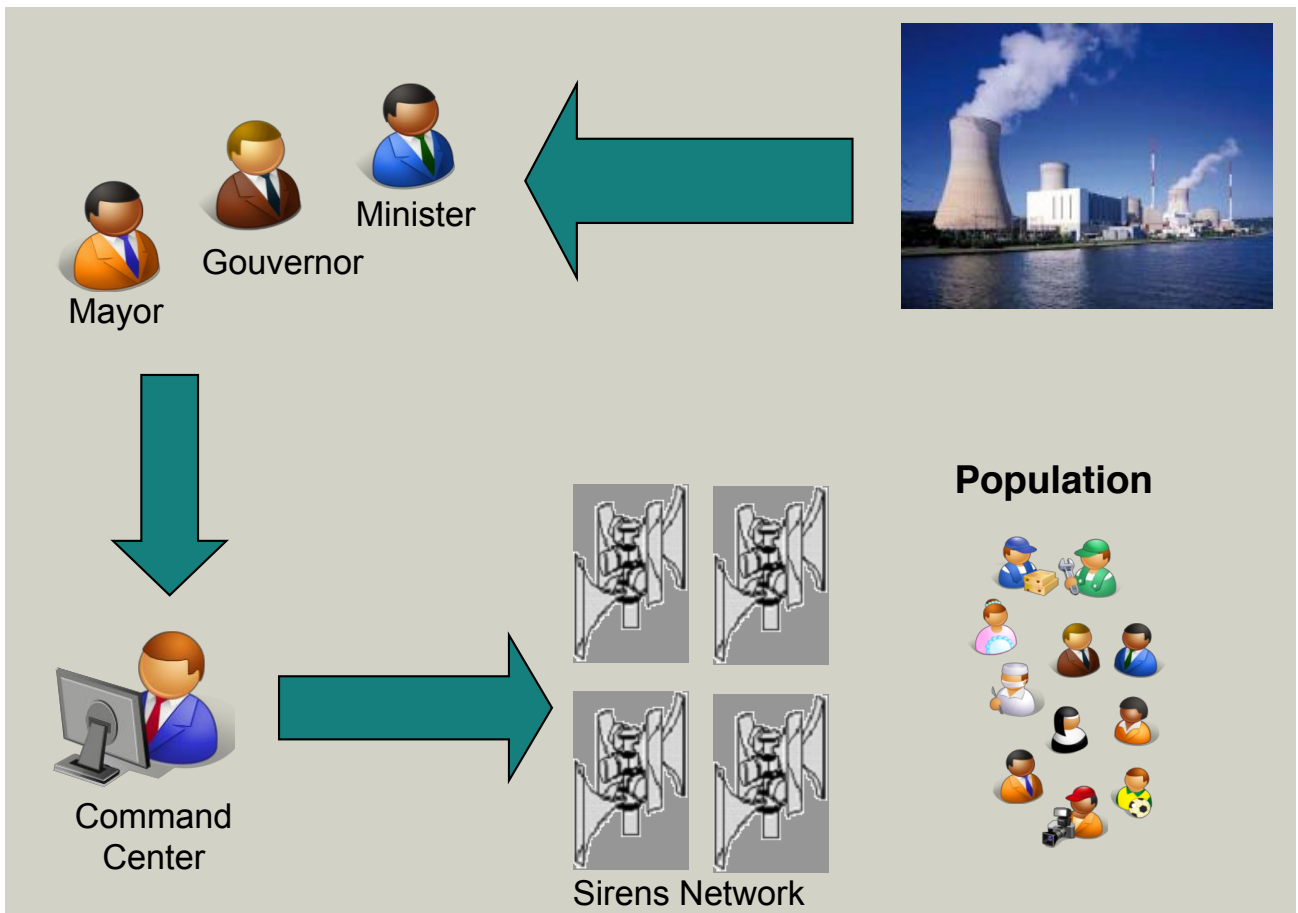 Minister
Gouvernor
Mayor
Population
Command
Center
Sirens Network